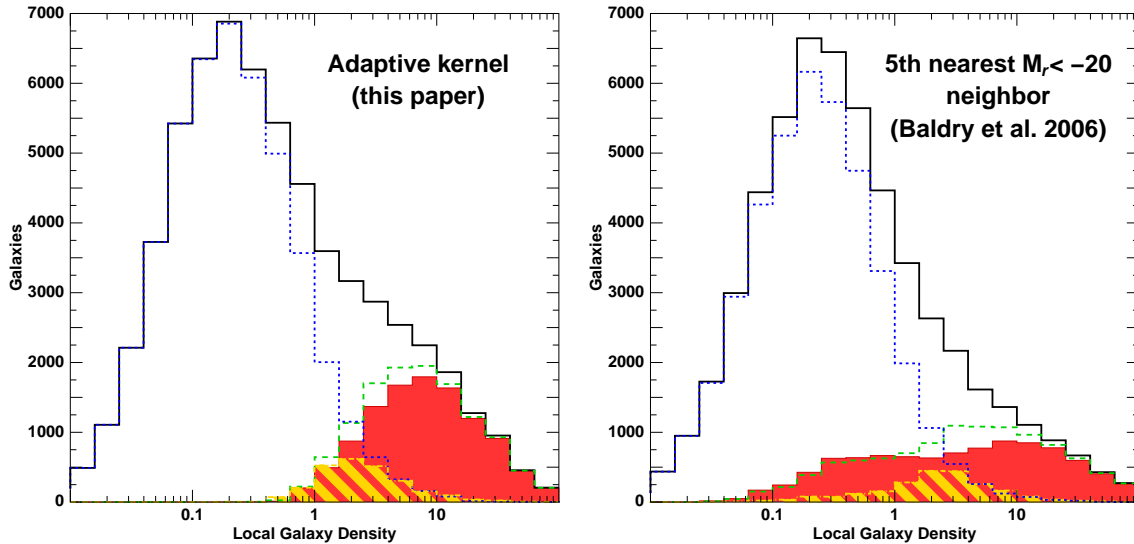 7000
6000
5000
4000
3000
2000
1000
0
Galaxies
Adaptive kernel
(this paper)
0.1
1
10
Local Galaxy Density
7000
6000
5000
4000
3000
2000
1000
0
Galaxies
5th nearest Mr< −20
neighbor
(Baldry et al. 2006)
0.1
1
10
Local Galaxy Density